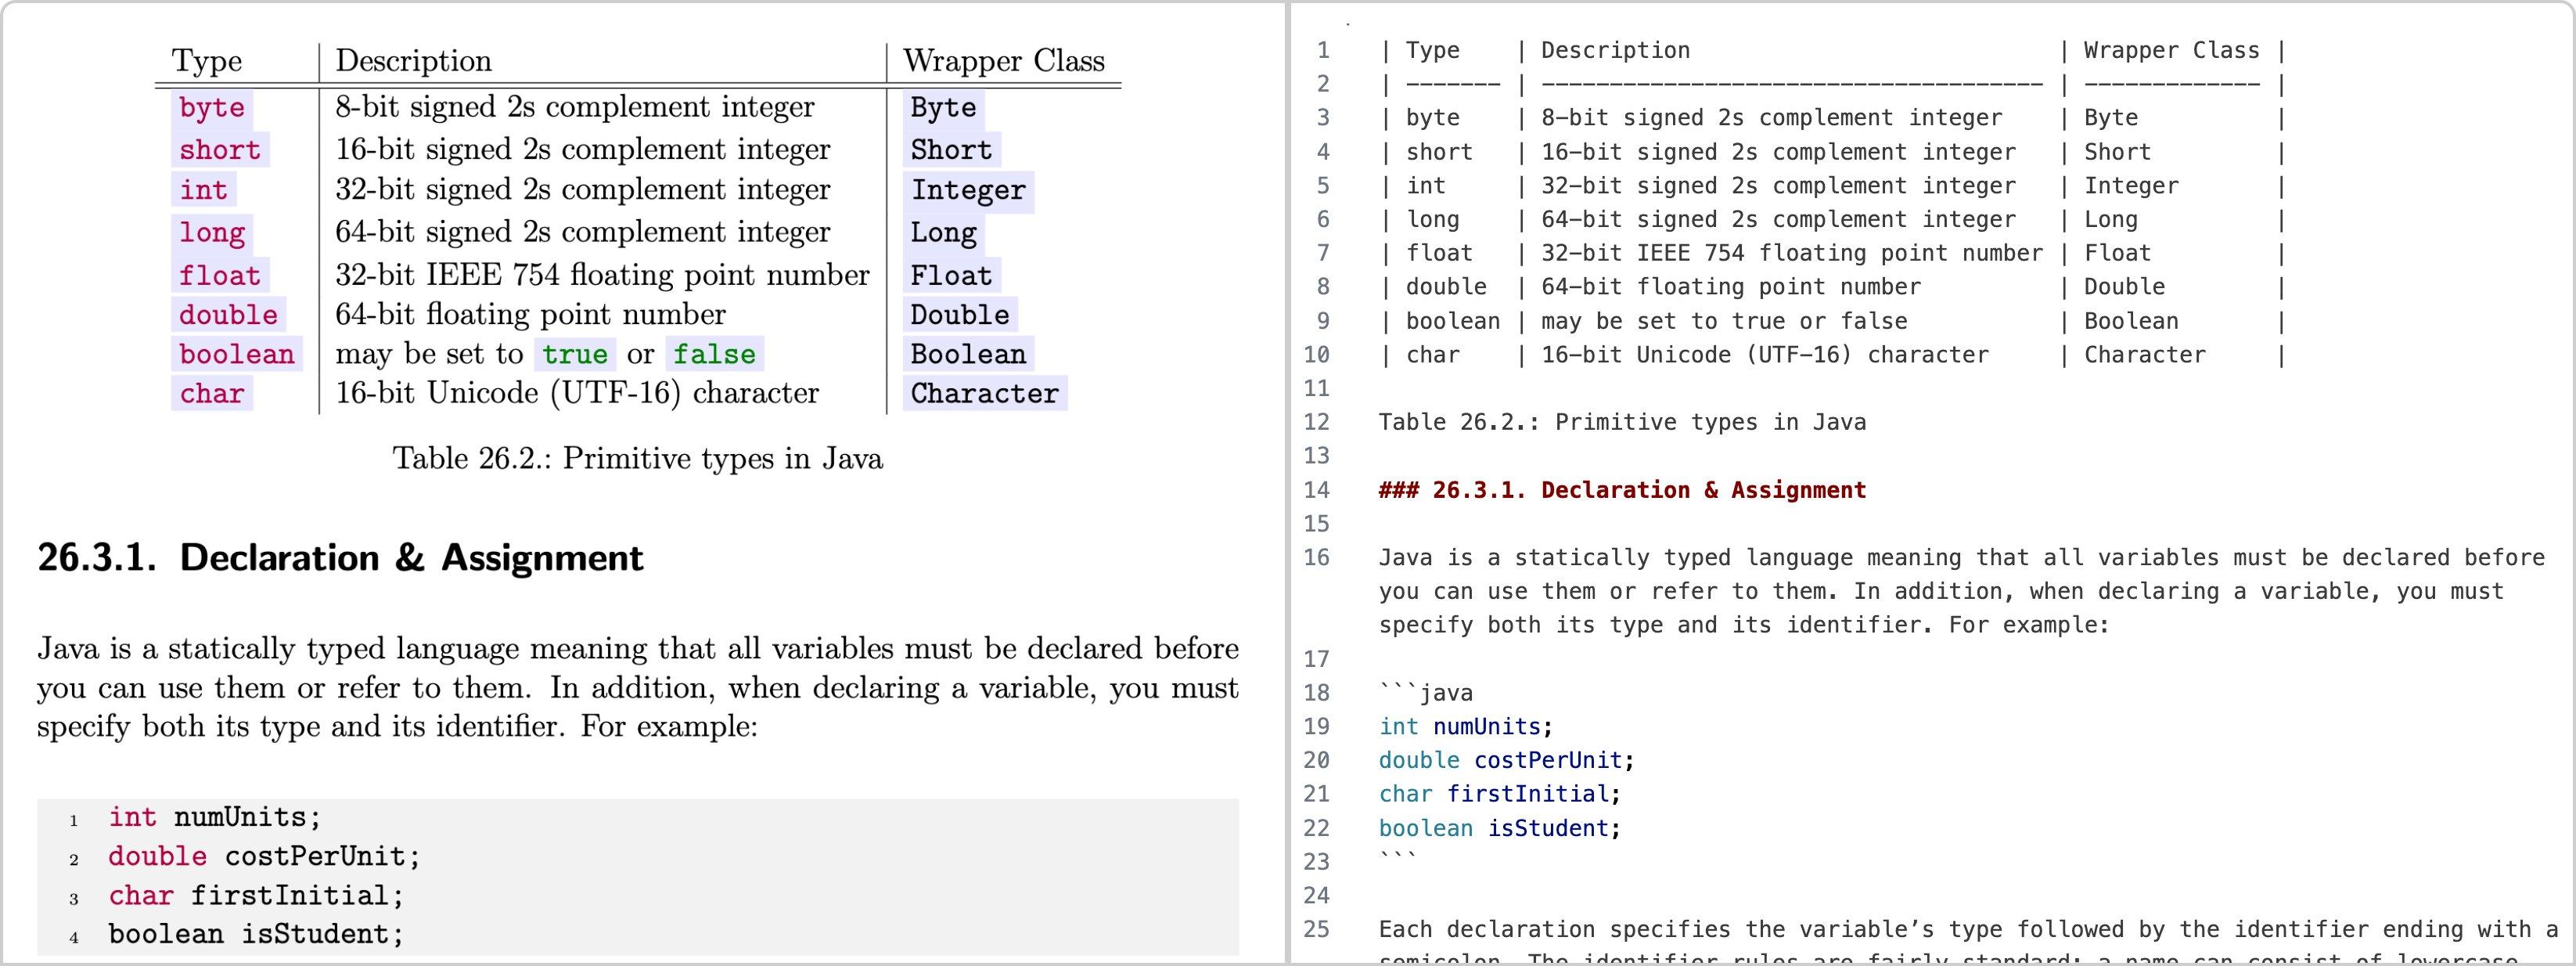 Type Description Wrapper Class
byte 8-bit signed 2s complement integer Byte
short 16-bit signed 2s complement integer Short
int 32-bit signed 2s complement integer Integer
long 64-bit signed 2s complement integer Long
float 32-bit IEEE 754 floating point number Float
double 64-bit floating point number Double
boolean may be set to true or false Boolean
char 16-bit Unicode (UTF-16) character Character
Table 26.2.: Primitive types in Java
26.3.1. Declaration & Assignment
Java is a statically typed language meaning that all variables must be declared before
you can use them or refer to them. In addition, when declaring a variable, you must
specify both its type and its identifier. For example:
1 int numUnits;
2 double costPerUnit;
3 char firstInitial;
4 boolean isStudent;
1 | Type | Description | Wrapper Class |
2 | ------- | ------------------------------------- | ------------- |
3 | byte | 8-bit signed 2s complement integer | Byte |
4 | short | 16-bit signed 2s complement integer | Short |
5 | int | 32-bit signed 2s complement integer | Integer |
6 | long | 64-bit signed 2s complement integer | Long |
7 | float | 32-bit IEEE 754 floating point number | Float |
8 | double | 64-bit floating point number | Double |
9 | boolean | may be set to true or false | Boolean |
10 | char | 16-bit Unicode (UTF-16) character | Character |
11
12 Table 26.2.: Primitive types in Java
13
14 ### 26.3.1. Declaration & Assignment
15
16 Java is a statically typed language meaning that all variables must be declared before
you can use them or refer to them. In addition, when declaring a variable, you must
specify both its type and its identifier. For example:
17
18 ```java
19 int numUnits;
20 double costPerUnit;
21 char firstInitial;
22 boolean isStudent;
23 ```
24
25 Each declaration specifies the variable’s type followed by the identifier ending with a
semicolon. The identifier rules are fairly standard: a name can consist of lowercase